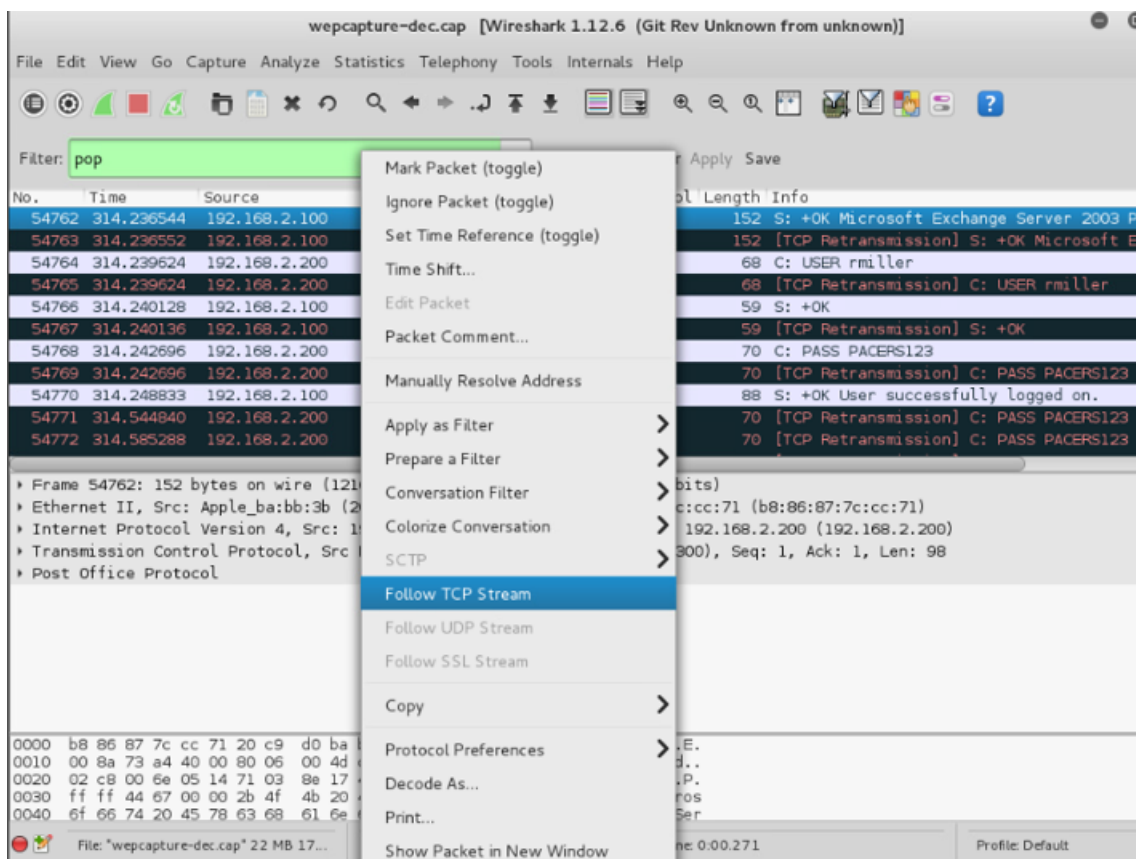 wepcapture-dec.cap [Wireshark 1.12.6 (Git Rev Unknown from unknown)]
File Edit View Go Capture Analyze Statistics Telephony Tools Internals Help
Filter: pop Apply Save
No. Time Source Length Info
54762 314.236544 192.168.2.100 152 S: +OK Microsoft Exchange Server 2003 P
54763 314.236552 192.168.2.100 152 [TCP Retransmission] S: +OK Microsoft E
54764 314.239624 192.168.2.200 68 C: USER rmiller
54765 314.239624 192.168.2.200 68 [TCP Retransmission] C: USER rmiller
54766 314.240128 192.168.2.100 59 S: +OK
54767 314.240136 192.168.2.100 59 [TCP Retransmission] S: +OK
54768 314.242696 192.168.2.200 70 C: PASS PACERS123
54769 314.242696 192.168.2.200 70 [TCP Retransmission] C: PASS PACERS123
54770 314.248833 192.168.2.100 88 S: +OK User successfully logged on.
54771 314.544840 192.168.2.200 70 [TCP Retransmission] C: PASS PACERS123
54772 314.585288 192.168.2.200 70 [TCP Retransmission] C: PASS PACERS123
Mark Packet (toggle)
Ignore Packet (toggle)
Set Time Reference (toggle)
Time Shift...
Edit Packet
Packet Comment...
Manually Resolve Address
Apply as Filter
Prepare a Filter
Conversation Filter
Colorize Conversation
SCTP
Follow TCP Stream
Follow UDP Stream
Follow SSL Stream
Copy
Protocol Preferences
Decode As...
Print...
Show Packet in New Window
Frame 54762: 152 bytes on wire (121 bits)
Ethernet II, Src: Apple_ba:bb:3b (2 c:cc:71 (b8:86:87:7c:cc:71)
Internet Protocol Version 4, Src: 1 192.168.2.200 (192.168.2.200)
Transmission Control Protocol, Src 300), Seq: 1, Ack: 1, Len: 98
Post Office Protocol
0000 b8 86 87 7c cc 71 20 c9 d0 ba .E.
0010 00 8a 73 a4 40 00 80 06 00 4d d..
0020 02 c8 00 6e 05 14 71 03 8e 17 .P.
0030 ff ff 44 67 00 00 2b 4f 4b 20 ros
0040 6f 66 74 20 45 78 63 68 61 6e Ser
File: "wepcapture-dec.cap" 22 MB 17... me: 0:00.271 Profile: Default